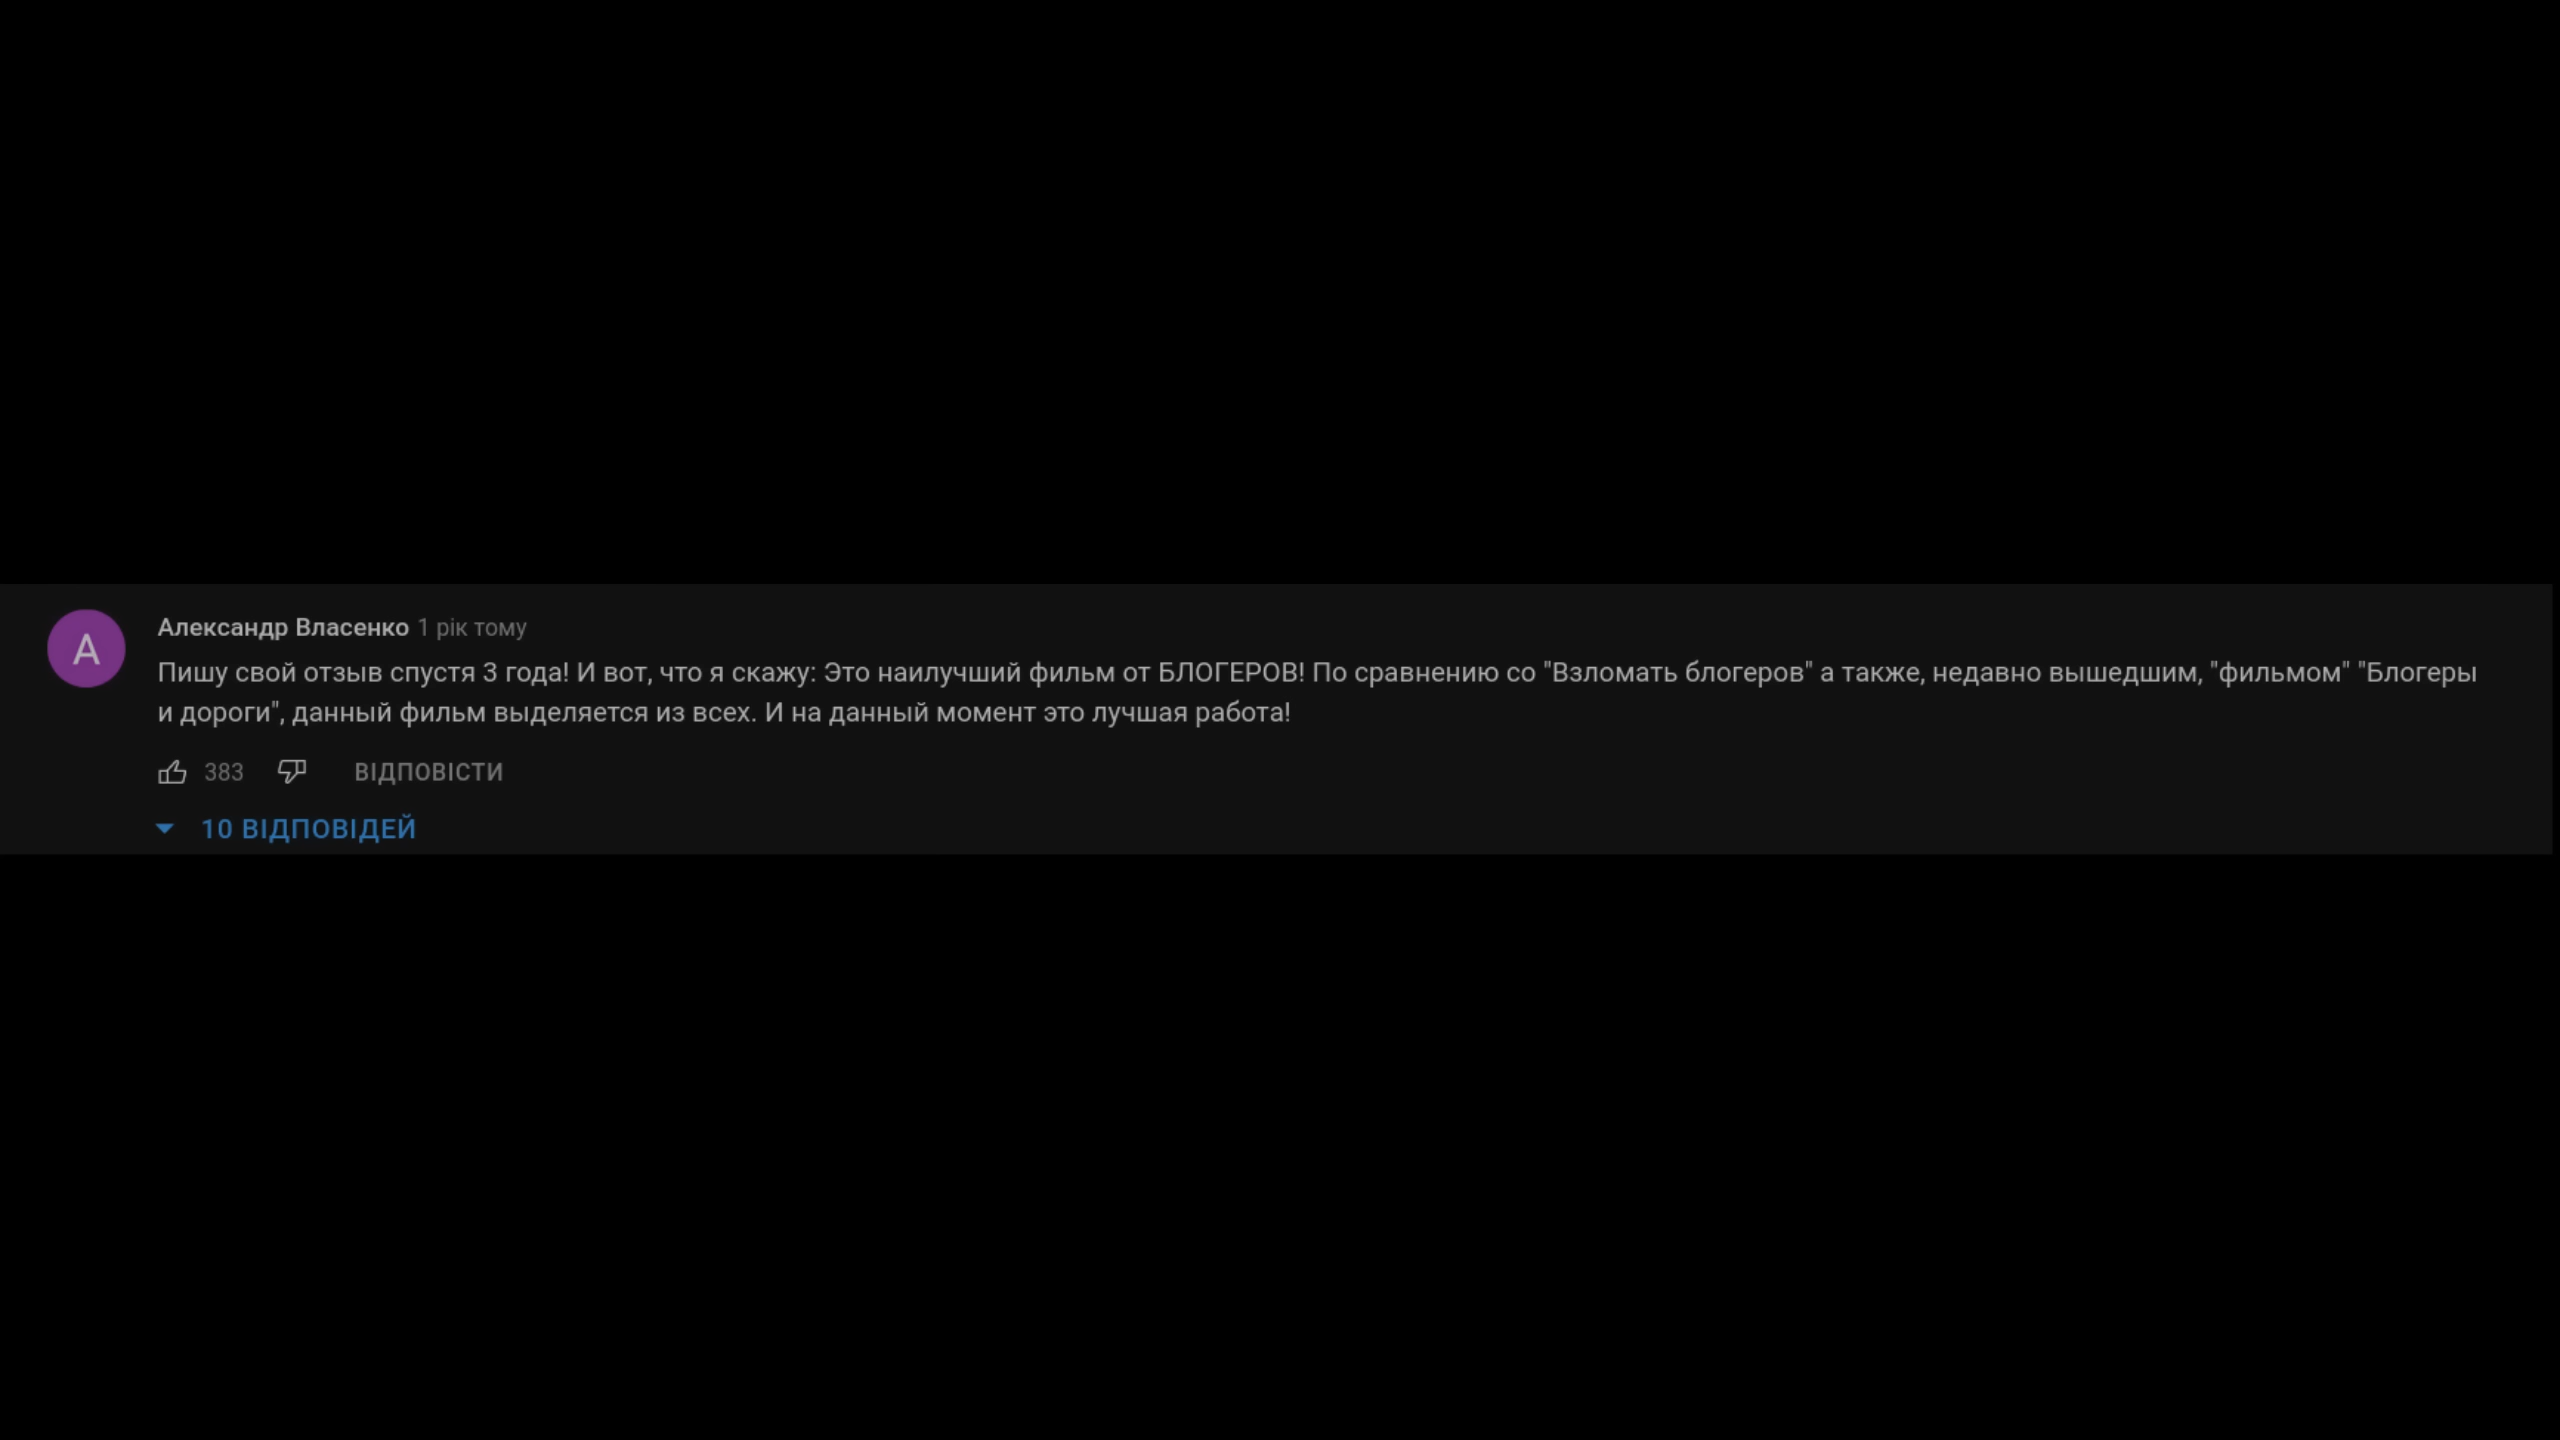 A
Александр Власенко 1 рік тому
Пишу свой отзыв спустя 3 года! И вот, что я скажу: Это наилучший фильм от БЛОГЕРОВ! По сравнению со "Взломать блогеров" а также, недавно вышедшим, "фильмом" "Блогеры
и дороги", данный фильм выделяется из всех. И на данный момент это лучшая работа!
383 ВІДПОВІСТИ
10 ВІДПОВІДЕЙ